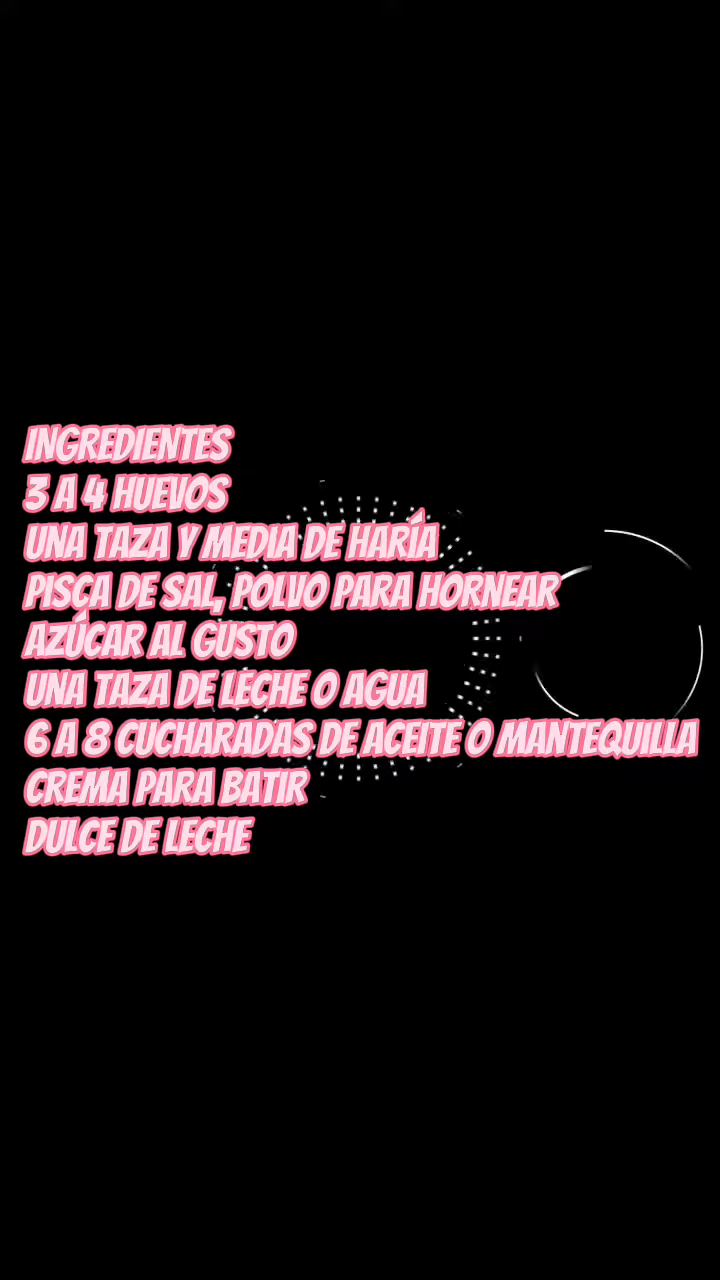 INGREDIENTES
3 A 4 HUEVOS
UNA TAZA Y MEDIA DE HARÍA
PISCA DE SAL, POLVO PARA HORNEAR
AZÚCAR AL GUSTO
UNA TAZA DE LECHE O AGUA
6 A 8 CUCHARADAS DE ACEITE O MANTEQUILLA
CREMA PARA BATIR
DULCE DE LECHE